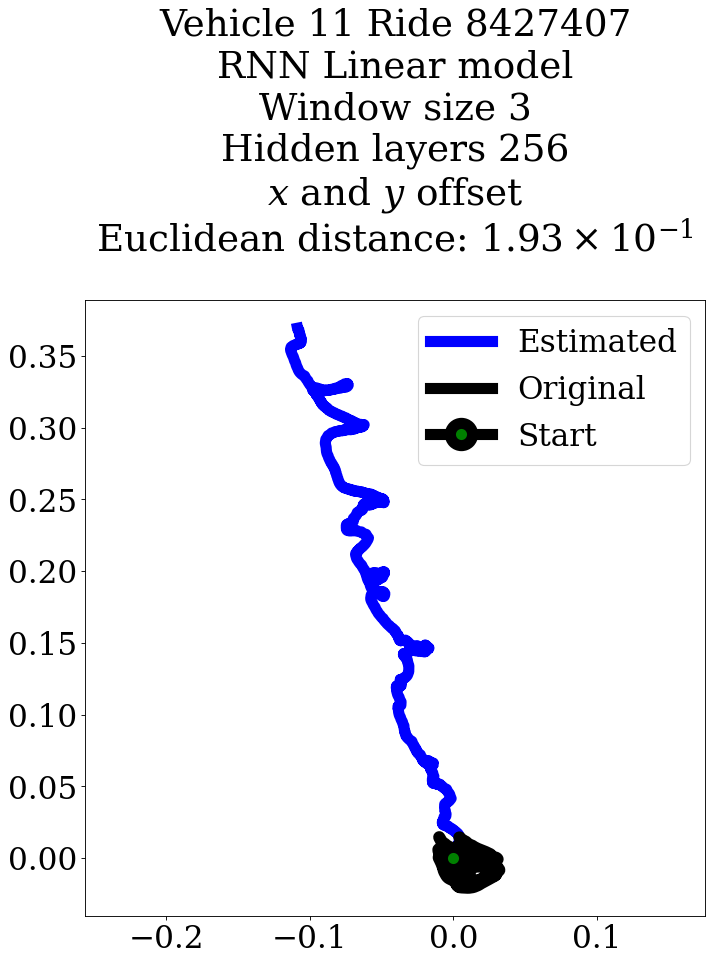 Vehicle 11 Ride 8427407
RNN Linear model
Window size 3
Hidden layers 256
x and y offset
Euclidean distance: 1.93 × 10⁻¹
Estimated
Original
Start
0.35
0.30
0.25
0.20
0.15
0.10
0.05
0.00
−0.2 −0.1 0.0 0.1